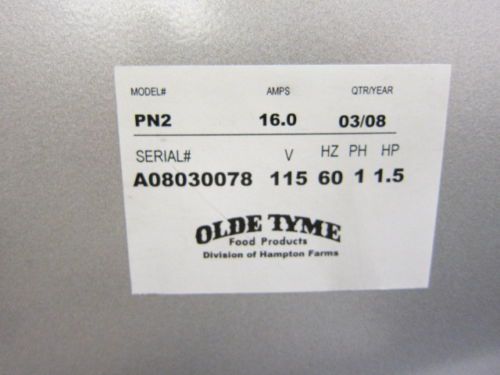 MODEL# AMPS QTR/YEAR
PN2 16.0 03/08
SERIAL# V HZ PH HP
A08030078 115 60 1 1.5
OLDE TYME
Food Products
Division of Hampton Farms